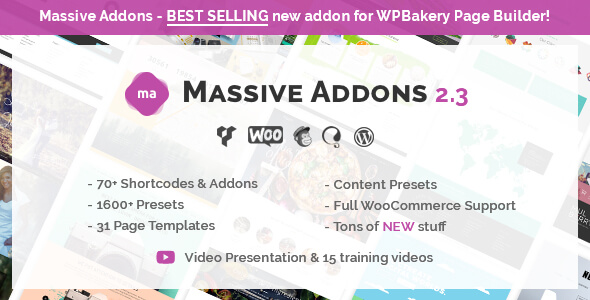 Massive Addons - BEST SELLING new addon for WPBakery Page Builder!
ma
MASSIVE ADDONS 2.3
WOO
- 70+ Shortcodes & Addons
- 1600+ Presets
- 31 Page Templates
- Content Presets
- Full WooCommerce Support
- Tons of NEW stuff
Video Presentation & 15 training videos